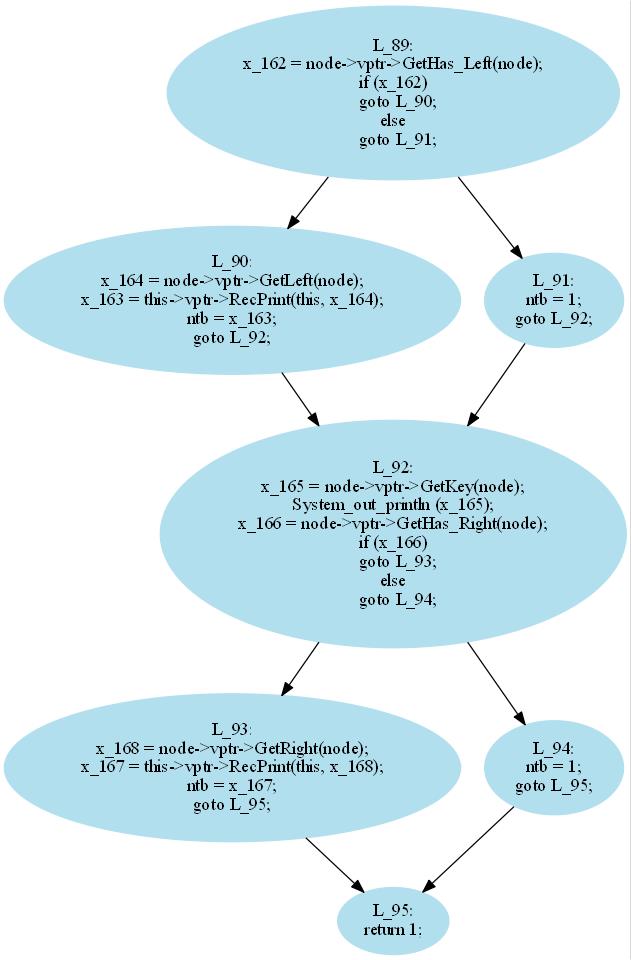 L_89:
x_162 = node->vptr->GetHas_Left(node);
if (x_162)
goto L_90;
else
goto L_91;
L_90:
x_164 = node->vptr->GetLeft(node);
x_163 = this->vptr->RecPrint(this, x_164);
ntb = x_163;
goto L_92;
L_91:
ntb = 1;
goto L_92;
L_92:
x_165 = node->vptr->GetKey(node);
System_out_println (x_165);
x_166 = node->vptr->GetHas_Right(node);
if (x_166)
goto L_93;
else
goto L_94;
L_93:
x_168 = node->vptr->GetRight(node);
x_167 = this->vptr->RecPrint(this, x_168);
ntb = x_167;
goto L_95;
L_94:
ntb = 1;
goto L_95;
L_95:
return 1;